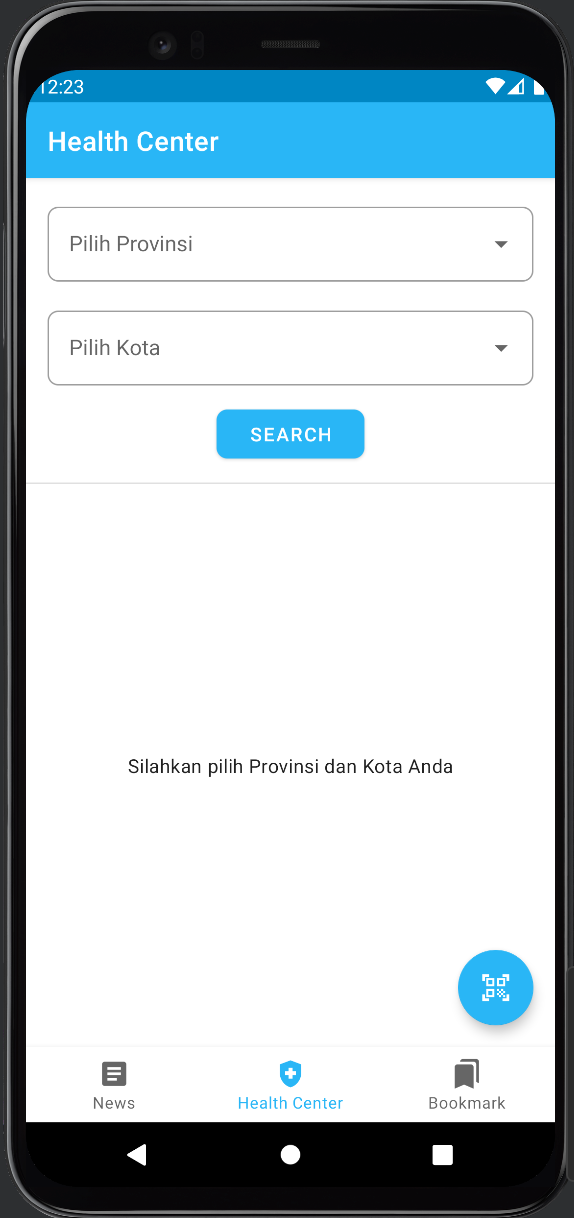 12:23
Health Center
Pilih Provinsi
Pilih Kota
SEARCH
Silahkan pilih Provinsi dan Kota Anda
News
Health Center
Bookmark